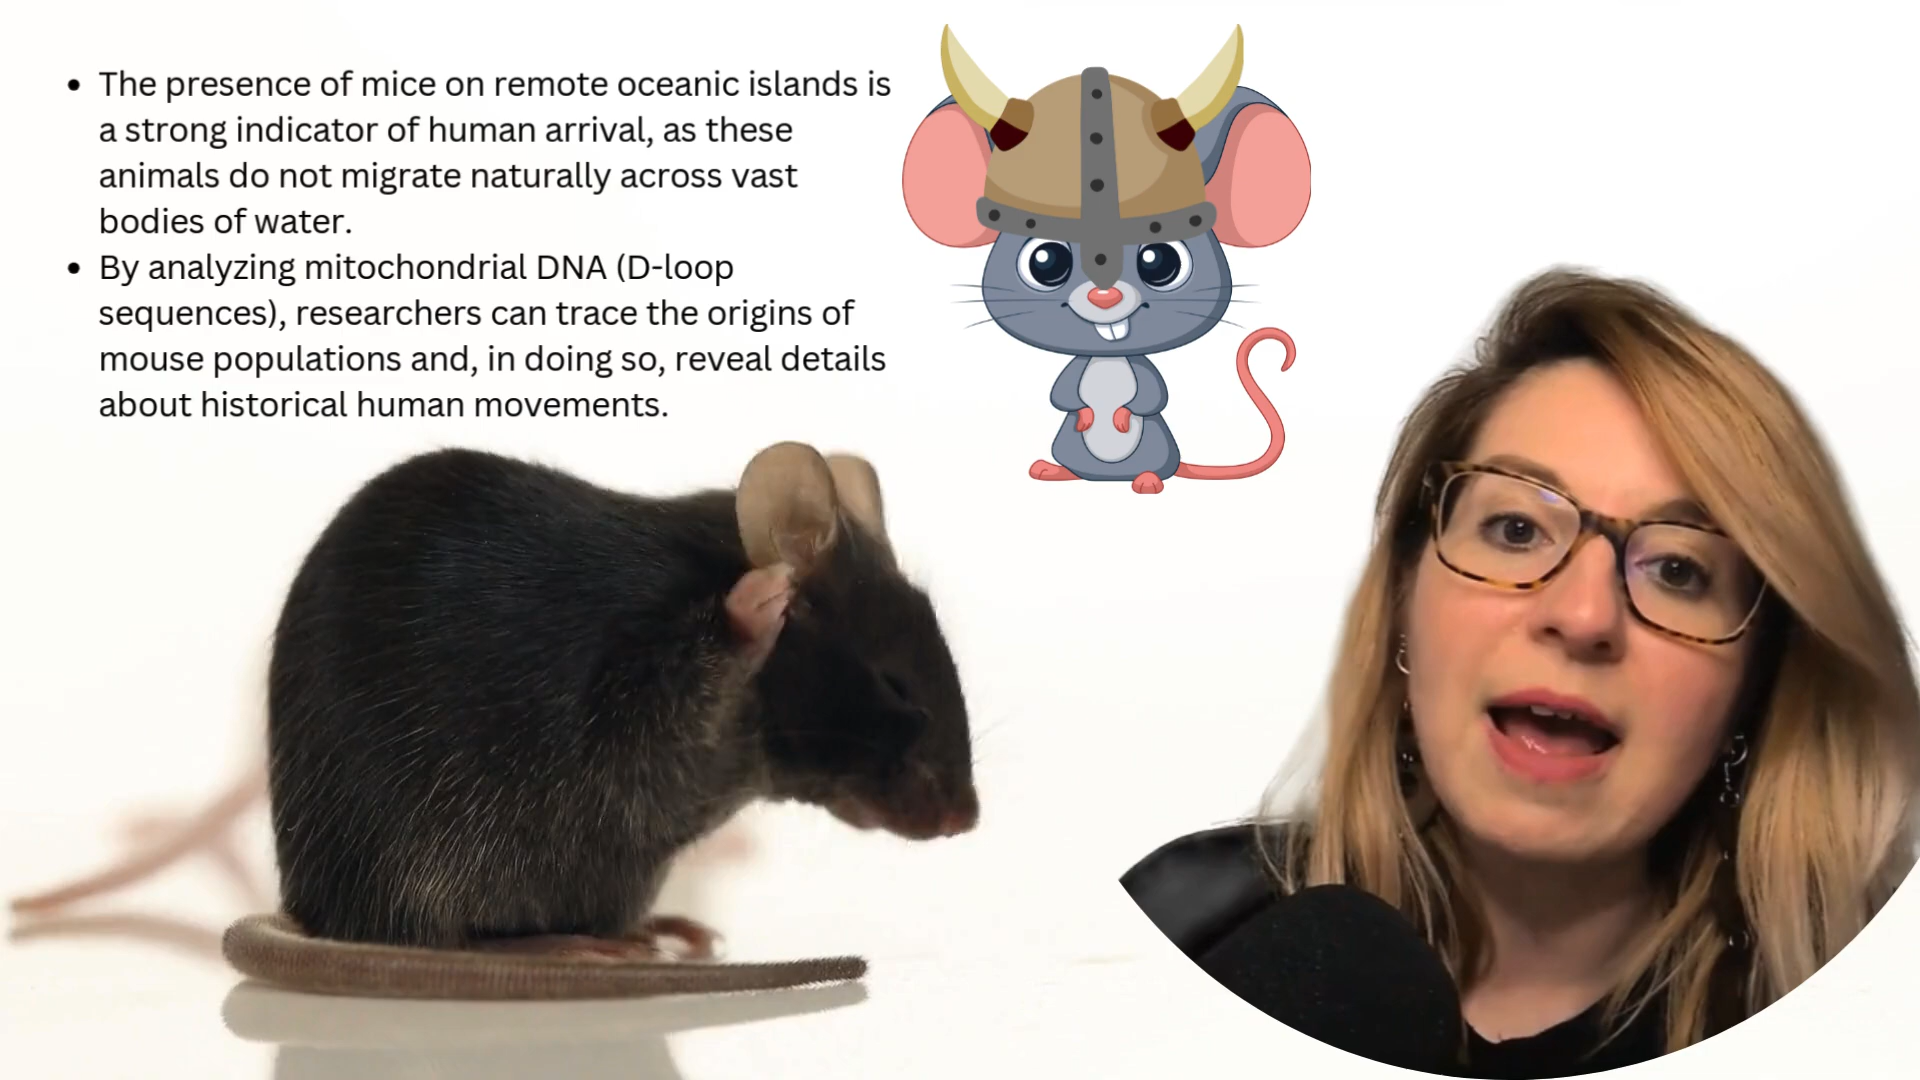 • The presence of mice on remote oceanic islands is
a strong indicator of human arrival, as these
animals do not migrate naturally across vast
bodies of water.
• By analyzing mitochondrial DNA (D-loop
sequences), researchers can trace the origins of
mouse populations and, in doing so, reveal details
about historical human movements.